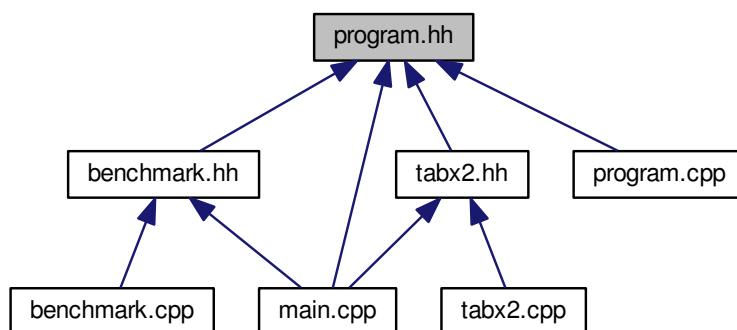 program.hh
benchmark.hh
tabx2.hh
program.cpp
benchmark.cpp
main.cpp
tabx2.cpp